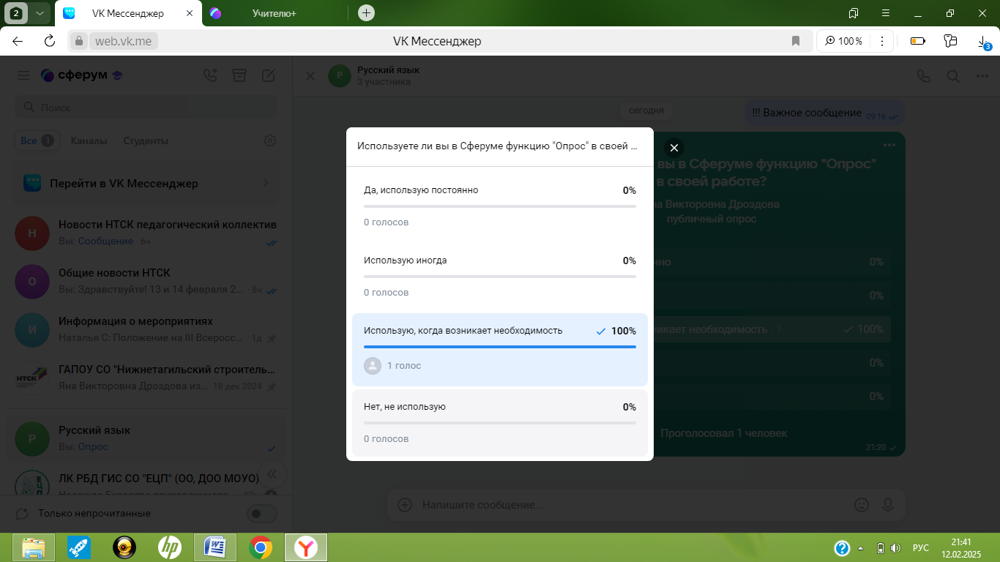 2
VK Мессенджер
Учителю+
web.vk.me
VK Мессенджер
100 %
3
сферум
Поиск
Все 1 Каналы Студенты
Перейти в VK Мессенджер
Н
Новости НТСК педагогический коллектив
Вы: Сообщение · 6ч
О
Общие новости НТСК
Вы: Здравствуйте! 13 и 14 февраля 2... · 8ч
И
Информация о мероприятиях
Наталья С: Положение на III Всеросс... · 1д
НТСК
ГАПОУ СО "Нижнетагильский строитель...
Яна Викторовна Дроздова из... · 18 дек 2024
Р
Русский язык
Вы: Опрос
ЛК РБД ГИС СО "ЕЦП" (ОО, ДОО МОУО)
Только непрочитанные
Р
Русский язык
3 участника
сегодня
!!! Важное сообщение 09:16
вы в Сферуме функцию "Опрос"
в своей работе?
на Викторовна Дроздова
публичный опрос
нно 0%
0%
никает необходимость · 1 100%
0%
0%
Проголосовал 1 человек
21:20
Напишите сообщение...
Используете ли вы в Сферуме функцию "Опрос" в своей ...
Да, использую постоянно 0%
0 голосов
Использую иногда 0%
0 голосов
Использую, когда возникает необходимость 100%
1 голос
Нет, не использую 0%
0 голосов
hp
W
Y
?
РУС
21:41
12.02.2025